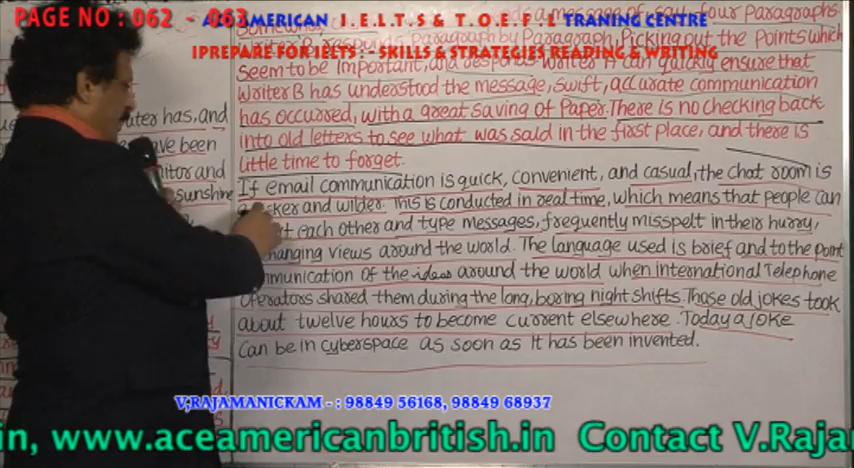 PAGE NO : 062 - 063
ACE AMERICAN I.E.L.T.S & T.O.E.F.L TRANING CENTRE
IPREPARE FOR IELTS : - SKILLS & STRATEGIES READING & WRITING
a message of, say, four Paragraphs
responds Paragraph by Paragraph, Picking out the Points which
Seem to be Important, and responds Writer A can quickly ensure that
Writer B has understood the message, swift, accurate communication
has occurred, with a great saving of Paper. There is no checking back
into old letters to see what was said in the first place, and there is
little time to forget.
If email communication is quick, convenient, and casual, the chat room is
and wilder. This is conducted in real time, which means that people can
each other and type messages, frequently misspelt in their hurry,
views around the world. The language used is brief and to the point
of the ideas around the world when international Telephone
Operators shared them during the long, boring night shifts. Those old jokes took
about twelve hours to become current elsewhere. Today a joke
Can be in cyberspace as soon as It has been invented.
has, and
been
and
sunshine
V,RAJAMANICKAM - : 98849 56168, 98849 68937
in, www.aceamericanbritish.in Contact V.Raja